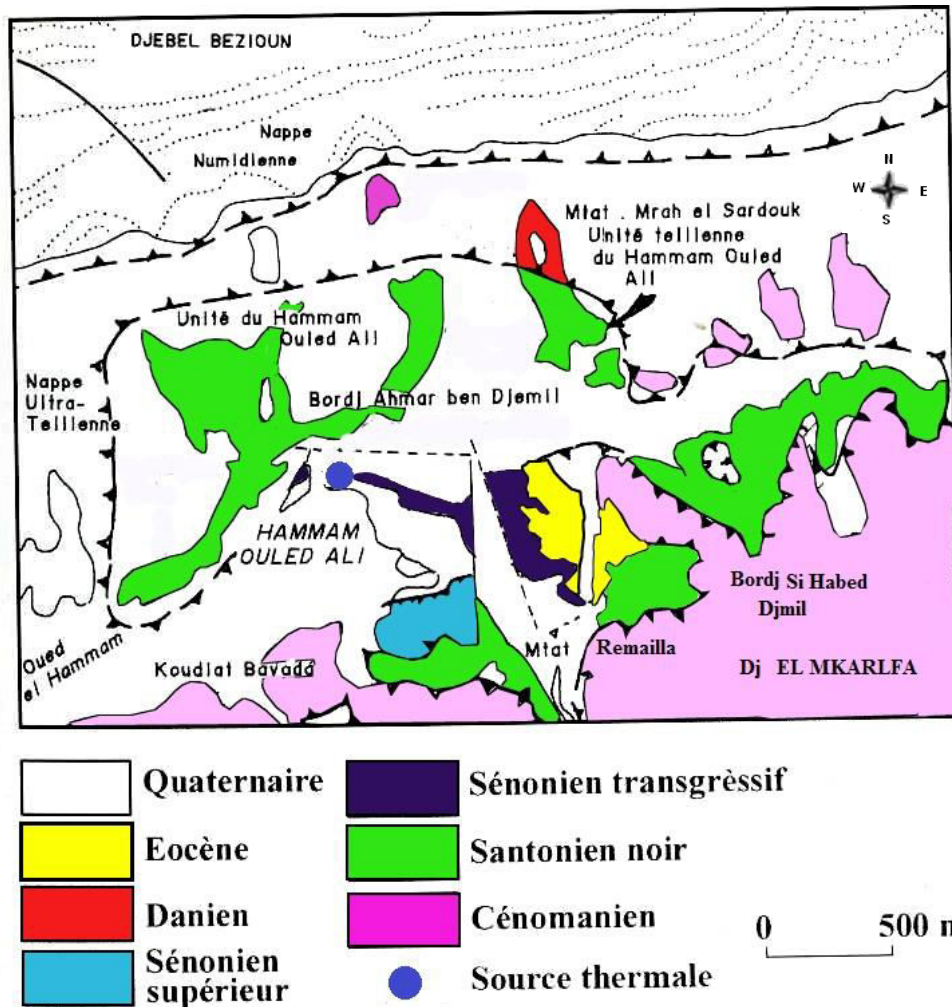 DJEBEL BEZIOUN
Nappe
Numidienne
N
W E
S
Mtat . Mrah el Sardouk
Unité tellienne
du Hammam Ouled
Ali
Unité du Hammam
Ouled Ali
Nappe
Ultra-
Tellienne
Bordj Ahmar ben Djemil
HAMMAM
OULED ALI
Oued
el Hammam
Koudiat Bavada
Mtat
Remailla
Bordj Si Habed
Djmil
Dj EL MKARLFA
Quaternaire
Eocène
Danien
Sénonien
supérieur
Sénonien transgrèssif
Santonien noir
Cénomanien
Source thermale
0 500 m